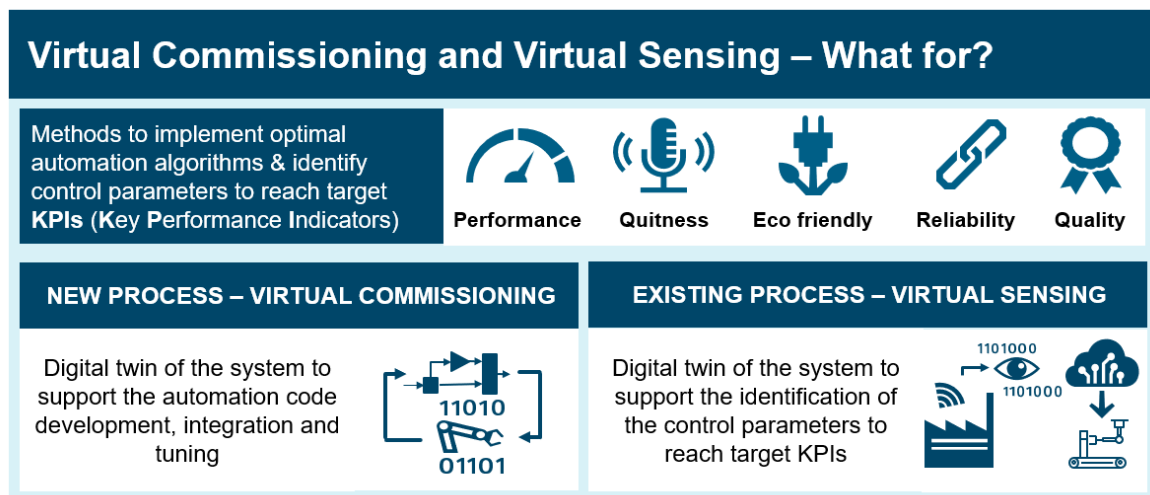 Virtual Commissioning and Virtual Sensing – What for?
Methods to implement optimal
automation algorithms & identify
control parameters to reach target
KPIs (Key Performance Indicators)
Performance
Quitness
Eco friendly
Reliability
Quality
NEW PROCESS – VIRTUAL COMMISSIONING
Digital twin of the system to
support the automation code
development, integration and
tuning
11010
01101
EXISTING PROCESS – VIRTUAL SENSING
Digital twin of the system to
support the identification of
the control parameters to
reach target KPIs
1101000
1101000